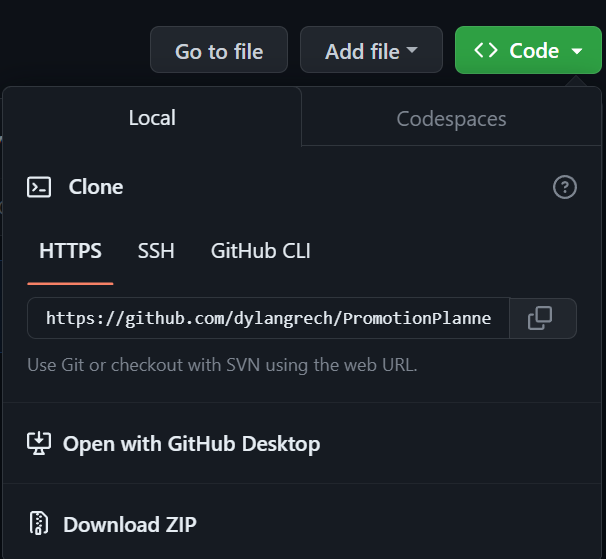 Go to file
Add file
Code
Local
Codespaces
Clone
HTTPS
SSH
GitHub CLI
https://github.com/dylangrech/PromotionPlanne
Use Git or checkout with SVN using the web URL.
Open with GitHub Desktop
Download ZIP